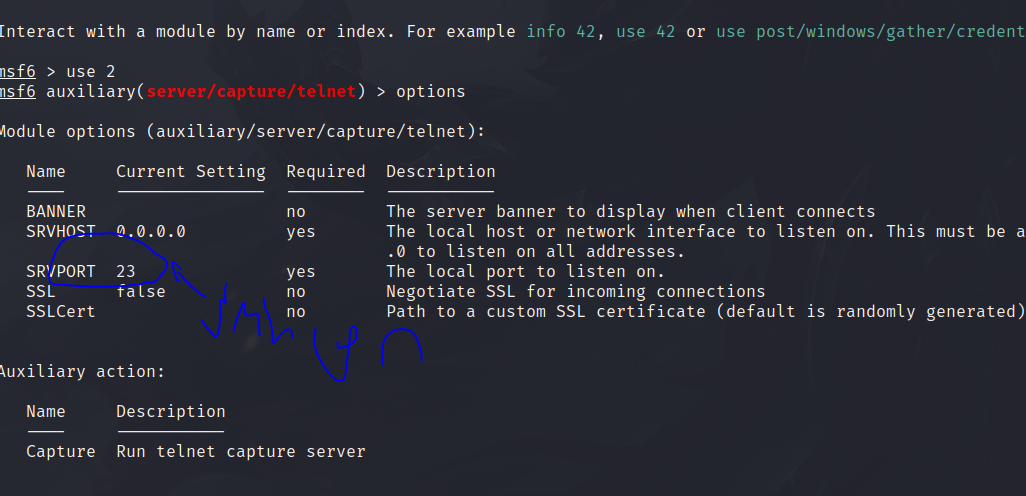 Interact with a module by name or index. For example info 42, use 42 or use post/windows/gather/credent
msf6 > use 2
msf6 auxiliary(server/capture/telnet) > options
Module options (auxiliary/server/capture/telnet):
Name Current Setting Required Description
---- --------------- -------- -----------
BANNER no The server banner to display when client connects
SRVHOST 0.0.0.0 yes The local host or network interface to listen on. This must be a
.0 to listen on all addresses.
SRVPORT 23 yes The local port to listen on.
SSL false no Negotiate SSL for incoming connections
SSLCert no Path to a custom SSL certificate (default is randomly generated)
Auxiliary action:
Name Description
---- -----------
Capture Run telnet capture server